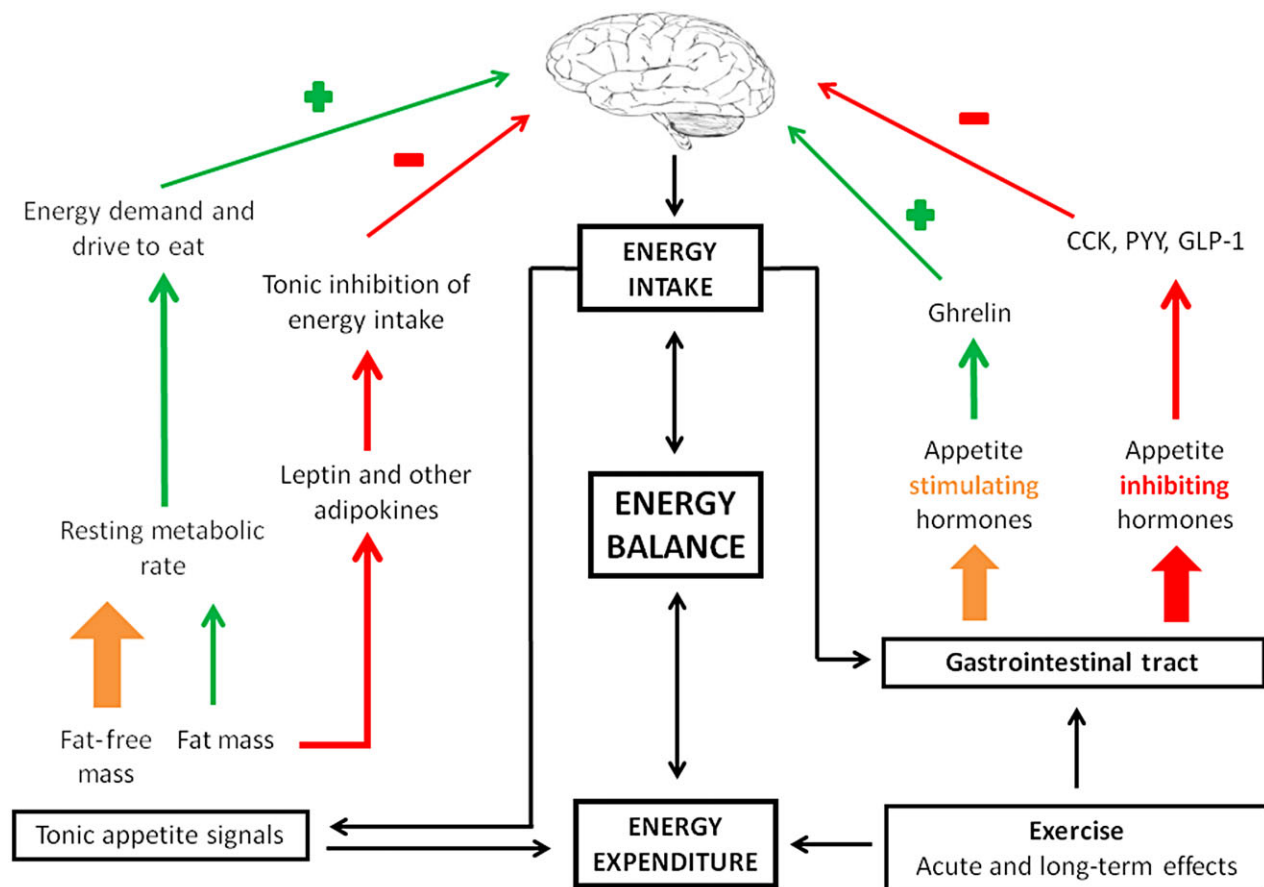 Energy demand and
drive to eat
Tonic inhibition of
energy intake
Leptin and other
adipokines
Resting metabolic
rate
Fat-free
mass
Fat mass
Tonic appetite signals
ENERGY
INTAKE
ENERGY
BALANCE
ENERGY
EXPENDITURE
CCK, PYY, GLP-1
Ghrelin
Appetite
stimulating
hormones
Appetite
inhibiting
hormones
Gastrointestinal tract
Exercise
Acute and long-term effects